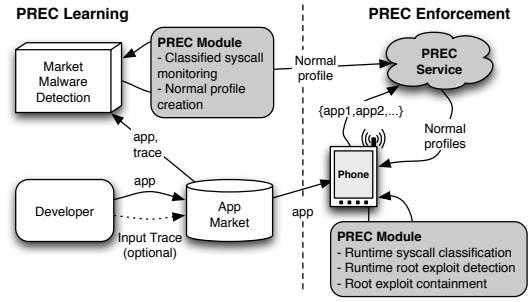 PREC Learning
PREC Enforcement
Market
Malware
Detection
PREC Module
- Classified syscall
monitoring
- Normal profile
creation
Normal
profile
PREC
Service
{app1,app2,...}
Normal
profiles
app,
trace
Phone
Developer
app
Input Trace
(optional)
App
Market
app
PREC Module
- Runtime syscall classification
- Runtime root exploit detection
- Root exploit containment